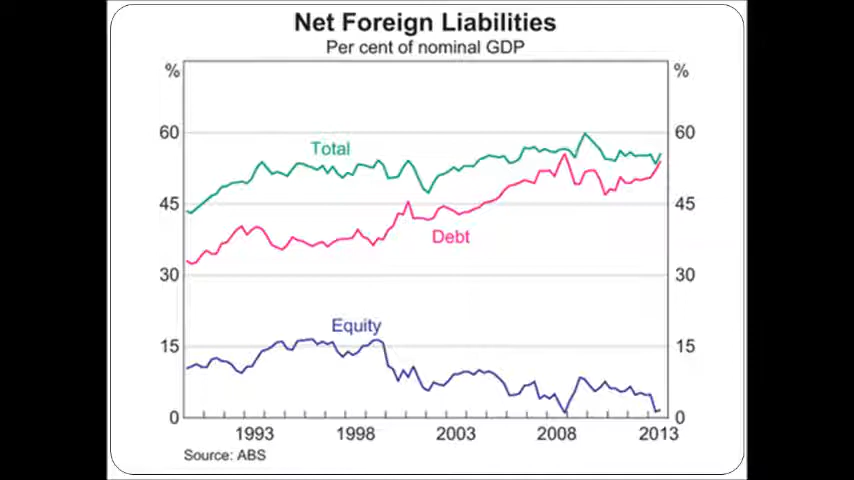 Net Foreign Liabilities
Per cent of nominal GDP
% %
60 60
Total
45 45
Debt
30 30
Equity
15 15
0 0
1993 1998 2003 2008 2013
Source: ABS